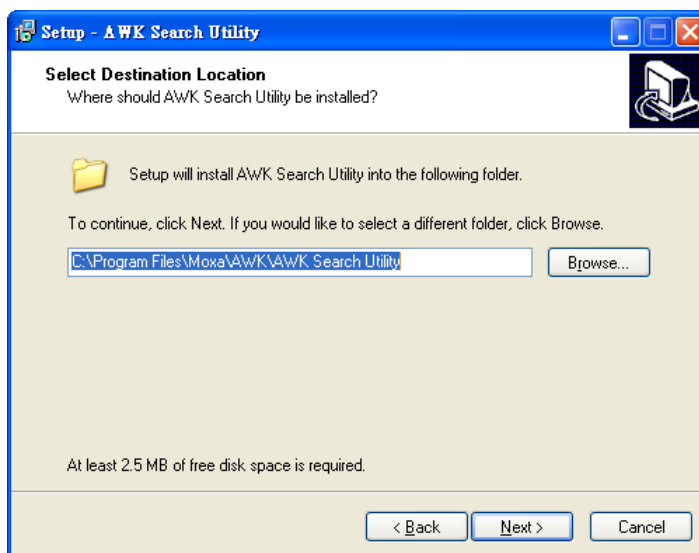 Setup - AWK Search Utility
Select Destination Location
Where should AWK Search Utility be installed?
Setup will install AWK Search Utility into the following folder.
To continue, click Next. If you would like to select a different folder, click Browse.
C:\Program Files\Moxa\AWK\AWK Search Utility
Browse...
At least 2.5 MB of free disk space is required.
< Back
Next >
Cancel